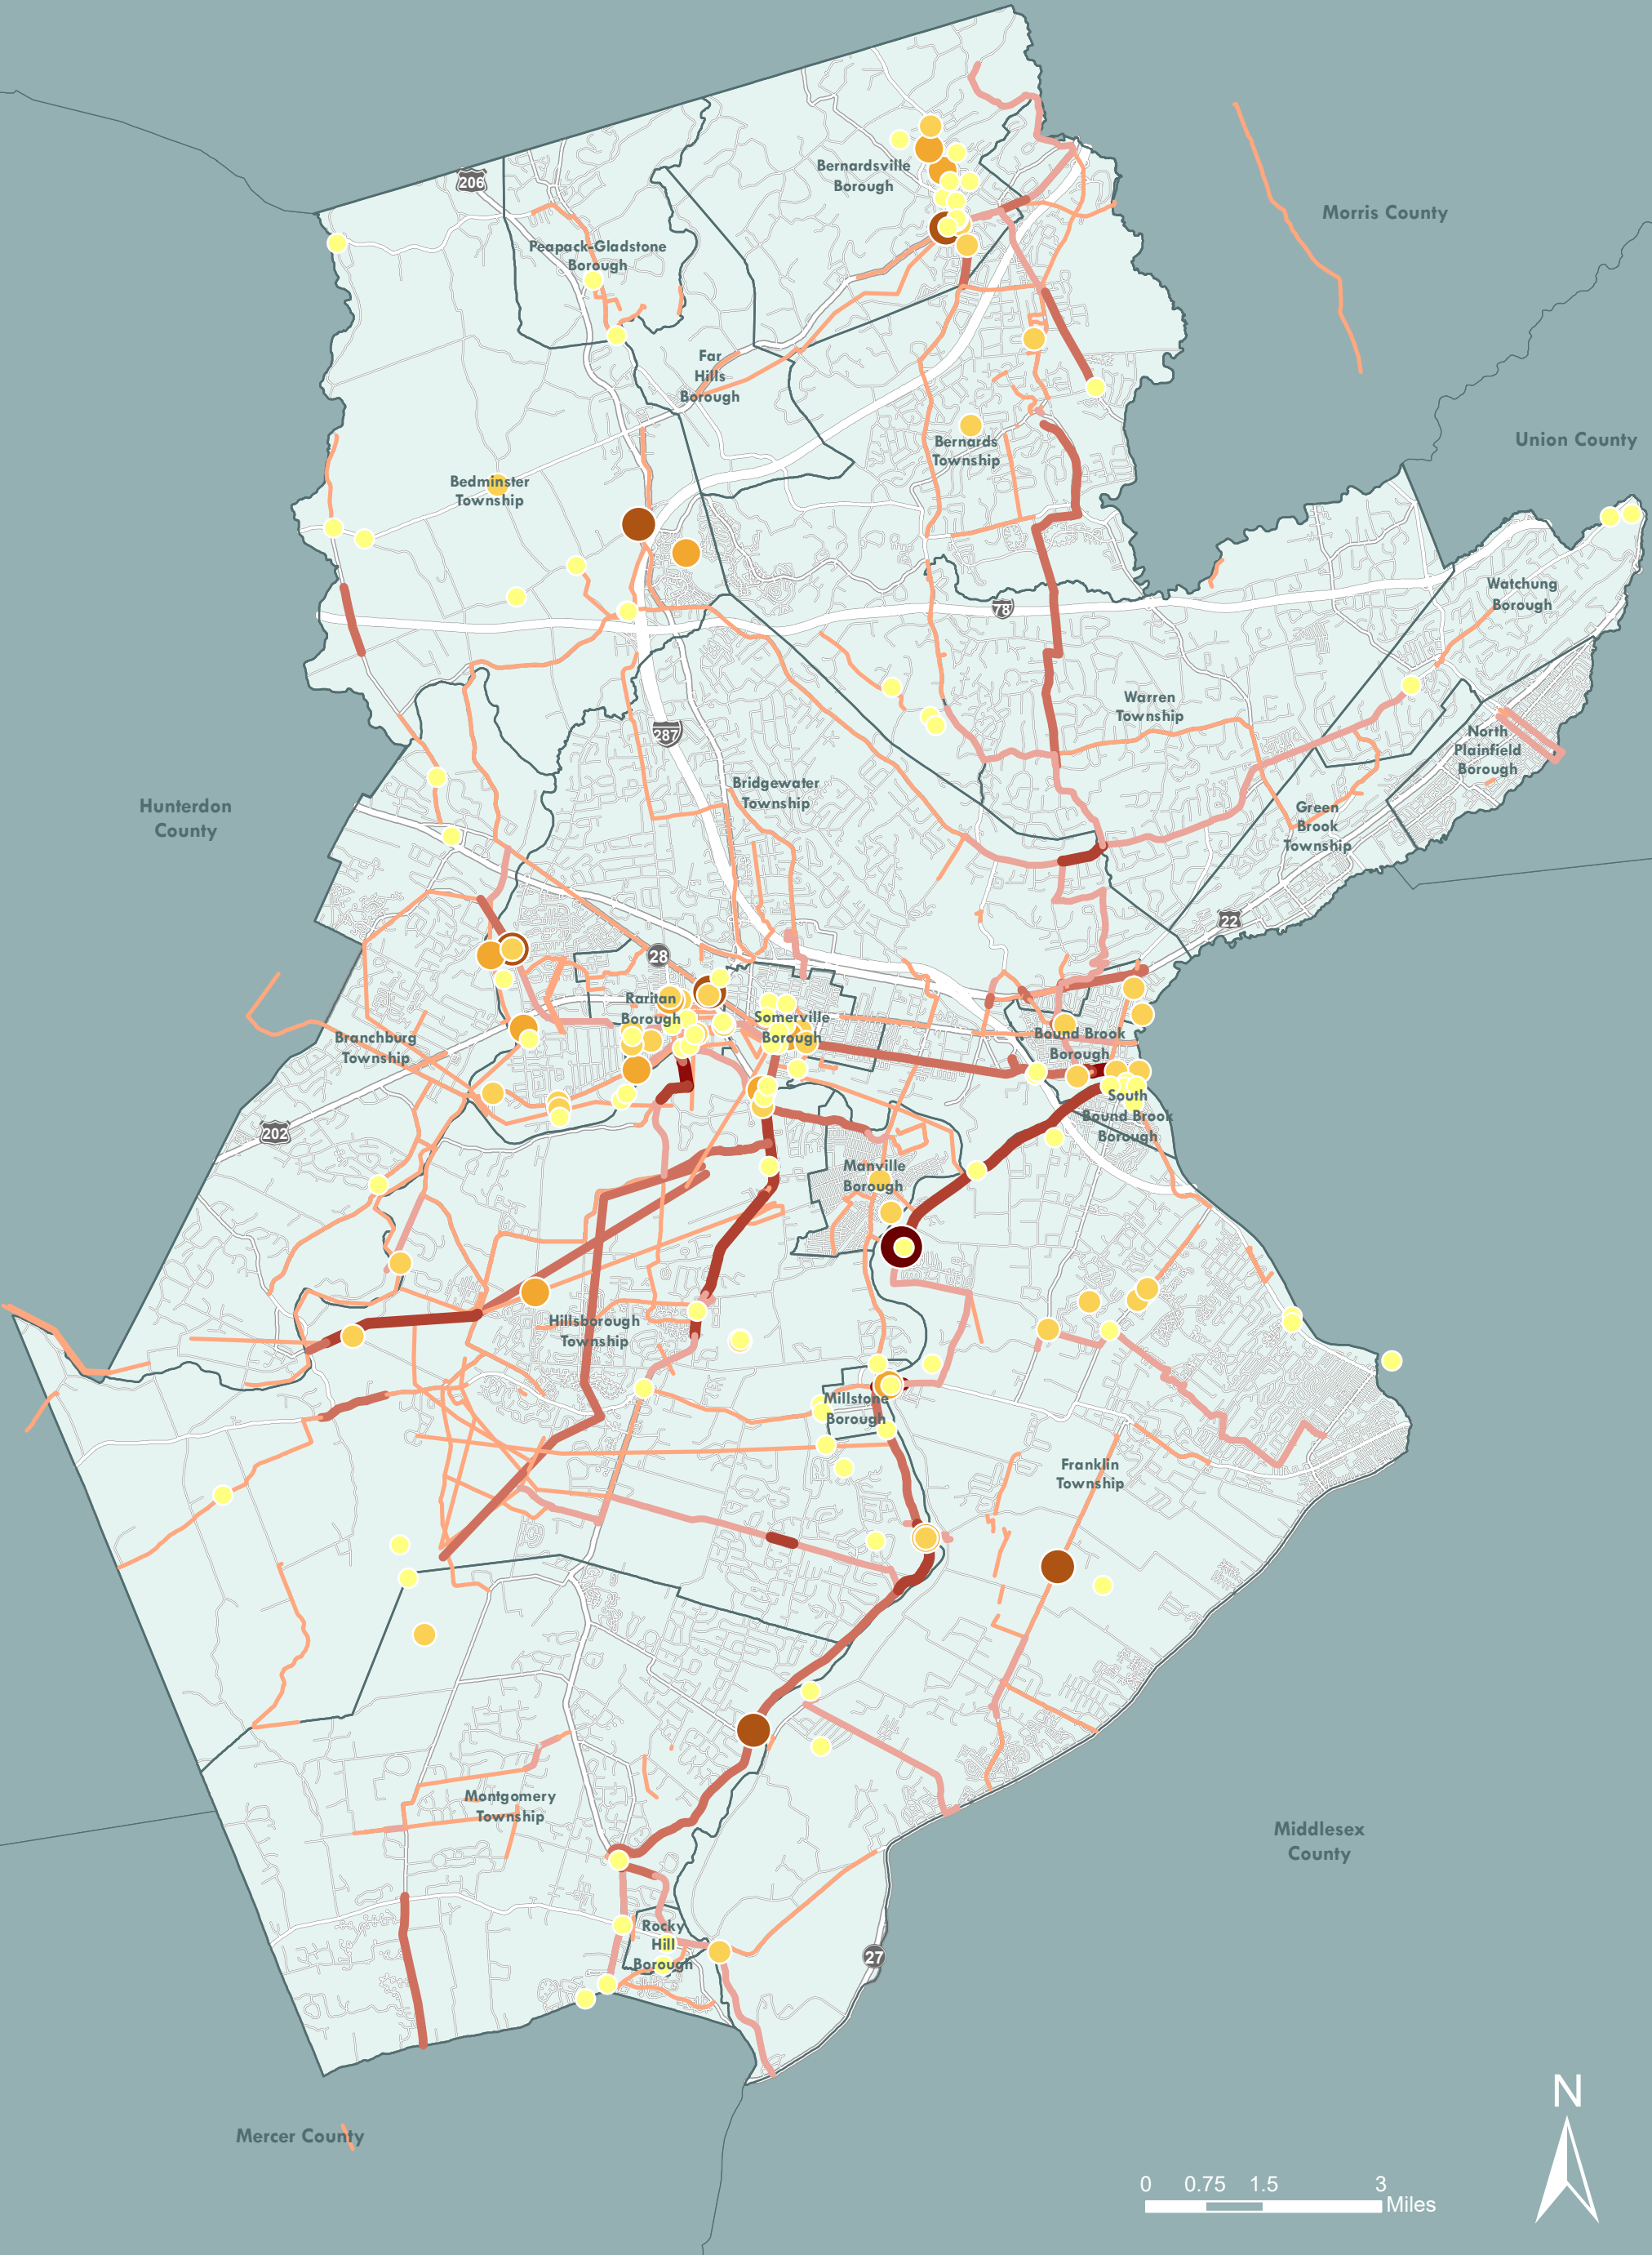 Bernardsville
Borough
206
Morris County
Peapack-Gladstone
Borough
Far
Hills
Borough
Union County
Bernards
Township
Bedminster
Township
78
Watchung
Borough
Warren
Township
287
North
Plainfield
Borough
Bridgewater
Township
Hunterdon
County
Green
Brook
Township
22
28
Raritan
Borough
Somerville
Borough
Bound Brook
Borough
Branchburg
Township
South
Bound Brook
Borough
202
Manville
Borough
Hillsborough
Township
Millstone
Borough
Franklin
Township
Montgomery
Township
Middlesex
County
Rocky
Hill
Borough
27
Mercer County
N
0 0.75 1.5 3
Miles